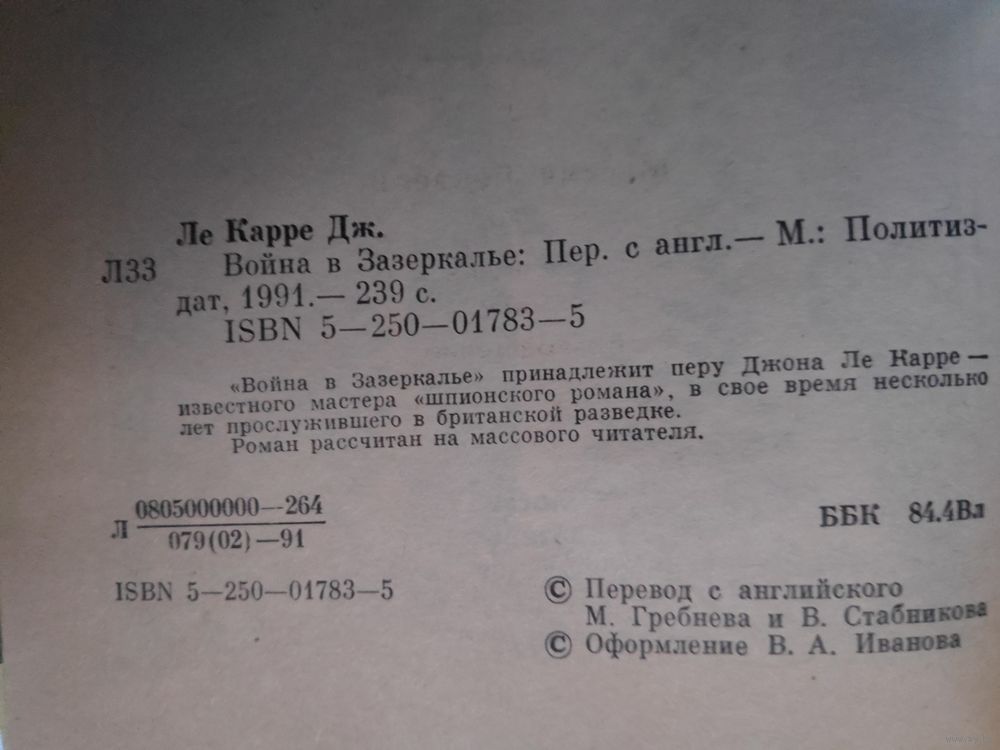 Ле Карре Дж.
Л33 Война в Зазеркалье: Пер. с англ.— М.: Политиз-
дат, 1991.— 239 с.
ISBN 5—250—01783—5
«Война в Зазеркалье» принадлежит перу Джона Ле Карре —
известного мастера «шпионского романа», в свое время несколько
лет прослужившего в британской разведке.
Роман рассчитан на массового читателя.
Л 0805000000—264
079(02)—91
ББК 84.4Вл
ISBN 5—250—01783—5
© Перевод с английского
М. Гребнева и В. Стабникова
© Оформление В. А. Иванова